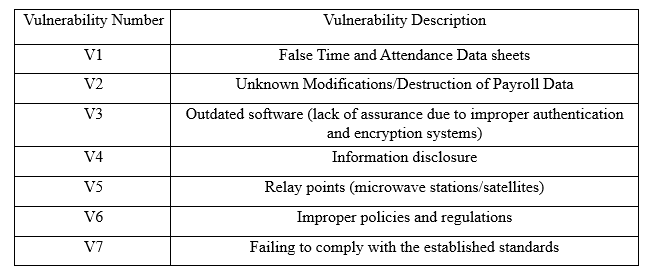 Vulnerability Number Vulnerability Description
V1 False Time and Attendance Data sheets
V2 Unknown Modifications/Destruction of Payroll Data
V3 Outdated software (lack of assurance due to improper authentication
and encryption systems)
V4 Information disclosure
V5 Relay points (microwave stations/satellites)
V6 Improper policies and regulations
V7 Failing to comply with the established standards